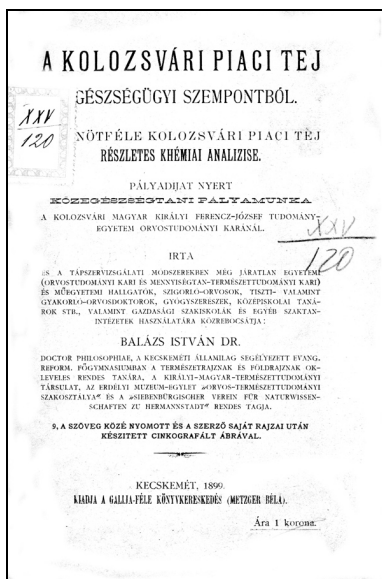 A KOLOZSVÁRI PIACI TEJ
GÉSZSÉGÜGYI SZEMPONTBÓL.
XXV
120
NÖTFÉLE KOLOZSVÁRI PIACI TEJ
RÉSZLETES KHÉMIAI ANALIZISE.
PÁLYADIJAT NYERT
KÖZEGÉSZSÉGTANI PÁLYAMUNKA
A KOLOZSVÁRI MAGYAR KIRÁLYI FERENCZ-JÓZSEF TUDOMÁNY-
EGYETEM ORVOSTUDOMÁNYI KARÁNÁL.
XXV
120
IRTA
ÉS A TÁPSZERVIZSGÁLATI MÓDSZEREKBEN MÉG JÁRATLAN EGYETEMI
(ORVOSTUDOMÁNYI KARI ÉS MENNYISÉGTAN-TERMÉSZETTUDOMÁNYI KARI)
ÉS MŰEGYETEMI HALLGATÓK, SZIGORLÓ-ORVOSOK, TISZTI- VALAMINT
GYAKORLÓ-ORVOSDOKTOROK, GYÓGYSZERÉSZEK, KÖZÉPISKOLAI TANÁ-
ROK STB., VALAMINT GAZDASÁGI SZAKISKOLÁK ÉS EGYÉB SZAKTAN-
INTÉZETEK HASZNÁLATÁRA KÖZREBOCSÁTJA:
BALÁZS ISTVÁN DR.
DOCTOR PHILOSOPHIAE, A KECSKEMÉTI ÁLLAMILAG SEGÉLYEZETT EVANG.
REFORM. FŐGYMNASIUMBAN A TERMÉSZETRAJZNAK ÉS FÖLDRAJZNAK OK-
LEVELES RENDES TANÁRA, A KIRÁLYI-MAGYAR-TERMÉSZETTUDOMÁNYI
TÁRSULAT, AZ ERDÉLYI MUZEUM-EGYLET »ORVOS-TERMÉSZETTUDOMÁNYI
SZAKOSZTÁLYA« ÉS A »SIEBENBÜRGISCHER VEREIN FÜR NATURWISSEN-
SCHAFTEN ZU HERMANNSTADT« RENDES TAGJA.
9, A SZÖVEG KÖZÉ NYOMOTT ÉS A SZERZŐ SAJÁT RAJZAI UTÁN
KÉSZITETT CINKOGRAFÁLT ÁBRÁVAL.
KECSKEMÉT, 1899.
KIADJA A GALLIA-FÉLE KÖNYVKERESKEDÉS (METZGER BÉLA).
Ára 1 korona.